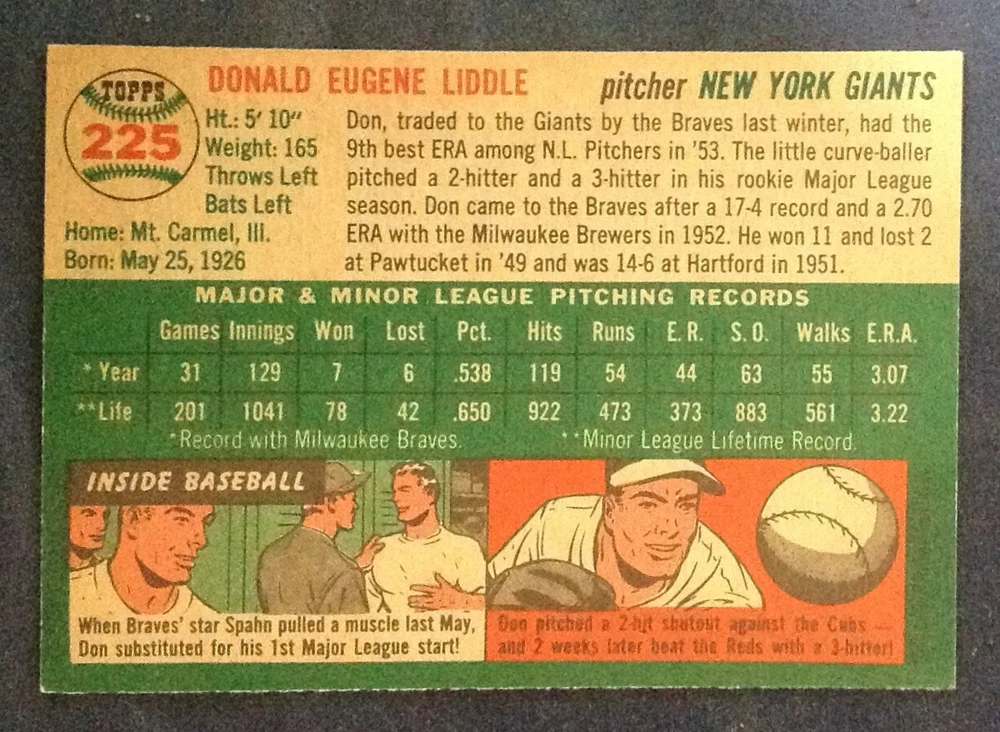 TOPPS
225
DONALD EUGENE LIDDLE
pitcher NEW YORK GIANTS
Ht.: 5' 10"
Weight: 165
Throws Left
Bats Left
Home: Mt. Carmel, Ill.
Born: May 25, 1926
Don, traded to the Giants by the Braves last winter, had the
9th best ERA among N.L. Pitchers in '53. The little curve-baller
pitched a 2-hitter and a 3-hitter in his rookie Major League
season. Don came to the Braves after a 17-4 record and a 2.70
ERA with the Milwaukee Brewers in 1952. He won 11 and lost 2
at Pawtucket in '49 and was 14-6 at Hartford in 1951.
MAJOR & MINOR LEAGUE PITCHING RECORDS
Games Innings Won Lost Pct. Hits Runs E. R. S. O. Walks E.R.A.
* Year 31 129 7 6 .538 119 54 44 63 55 3.07
**Life 201 1041 78 42 .650 922 473 373 883 561 3.22
*Record with Milwaukee Braves. **Minor League Lifetime Record.
INSIDE BASEBALL
When Braves' star Spahn pulled a muscle last May,
Don substituted for his 1st Major League start!
Don pitched a 2-hit shutout against the Cubs —
and 2 weeks later beat the Reds with a 3-hitter!